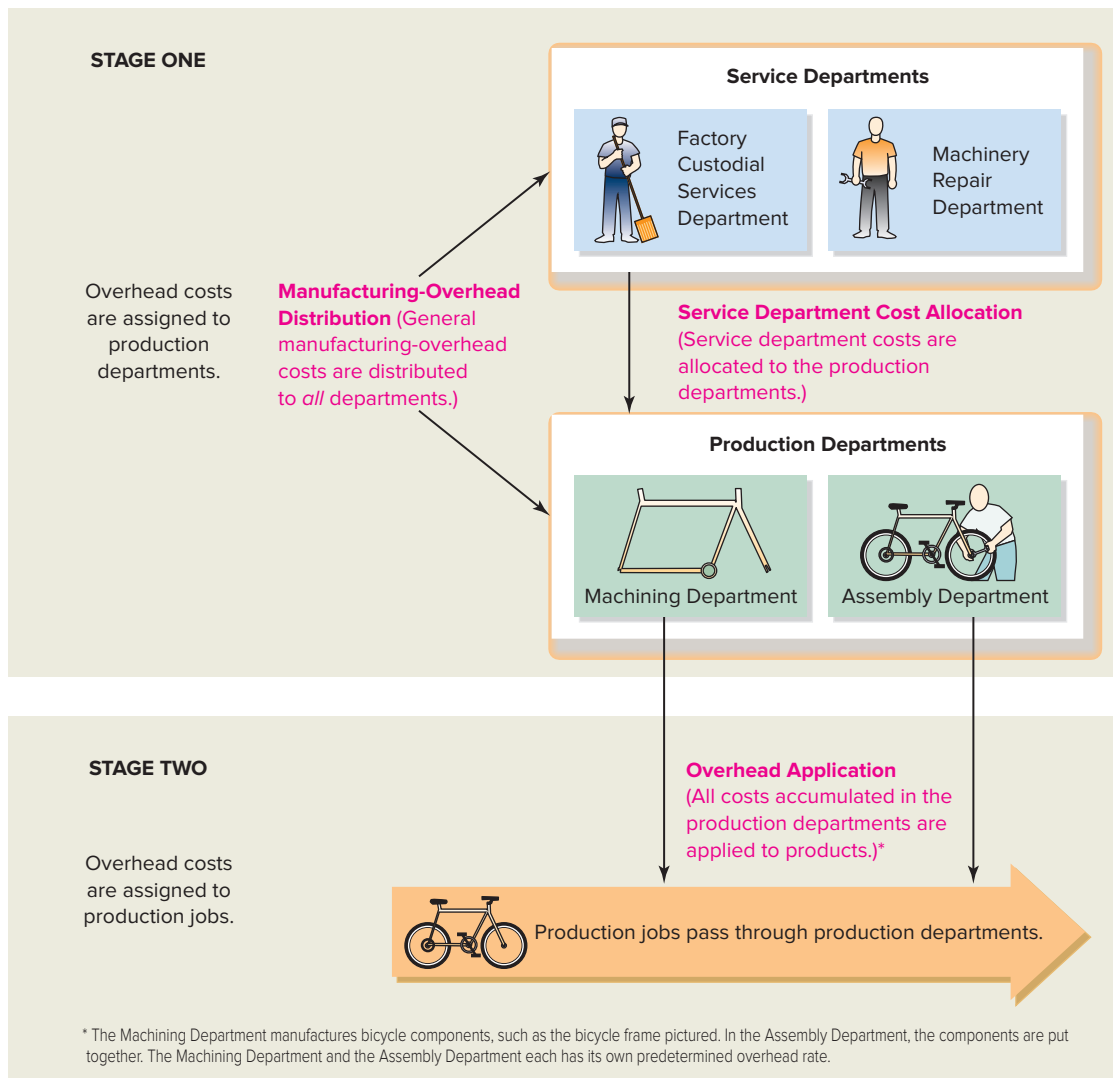 STAGE ONE
Service Departments
Factory
Custodial
Services
Department
Machinery
Repair
Department
Overhead costs
are assigned to
production
departments.
Manufacturing-Overhead
Distribution (General
manufacturing-overhead
costs are distributed
to all departments.)
Service Department Cost Allocation
(Service department costs are
allocated to the production
departments.)
Production Departments
Machining Department
Assembly Department
STAGE TWO
Overhead Application
(All costs accumulated in the
production departments are
applied to products.)*
Overhead costs
are assigned to
production jobs.
Production jobs pass through production departments.
* The Machining Department manufactures bicycle components, such as the bicycle frame pictured. In the Assembly Department, the components are put
together. The Machining Department and the Assembly Department each has its own predetermined overhead rate.